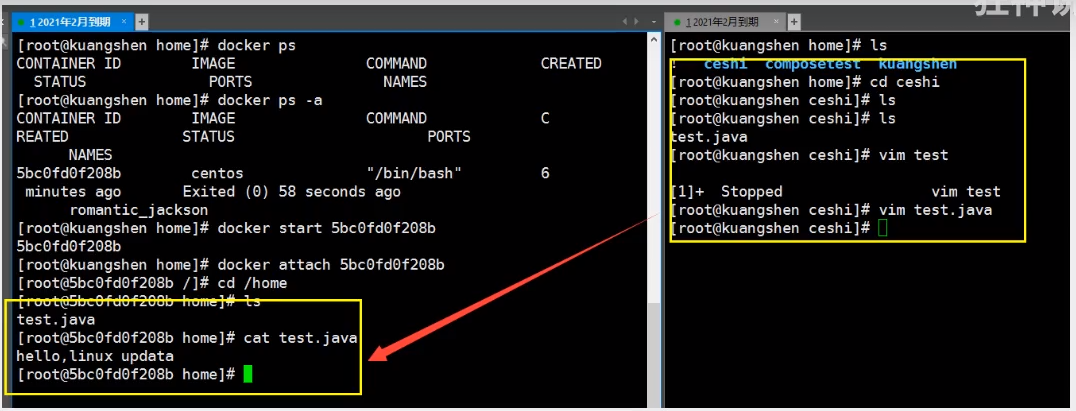 1 2021年2月到期
[root@kuangshen home]# docker ps
CONTAINER ID IMAGE COMMAND CREATED
STATUS PORTS NAMES
[root@kuangshen home]# docker ps -a
CONTAINER ID IMAGE COMMAND C
REATED STATUS PORTS
NAMES
5bc0fd0f208b centos "/bin/bash" 6
minutes ago Exited (0) 58 seconds ago
romantic_jackson
[root@kuangshen home]# docker start 5bc0fd0f208b
5bc0fd0f208b
[root@kuangshen home]# docker attach 5bc0fd0f208b
[root@5bc0fd0f208b /]# cd /home
[root@5bc0fd0f208b home]# ls
test.java
[root@5bc0fd0f208b home]# cat test.java
hello,linux updata
[root@5bc0fd0f208b home]#
1 2021年2月到期
[root@kuangshen home]# ls
ceshi composetest kuangshen
[root@kuangshen home]# cd ceshi
[root@kuangshen ceshi]# ls
[root@kuangshen ceshi]# ls
test.java
[root@kuangshen ceshi]# vim test
[1]+ Stopped vim test
[root@kuangshen ceshi]# vim test.java
[root@kuangshen ceshi]#